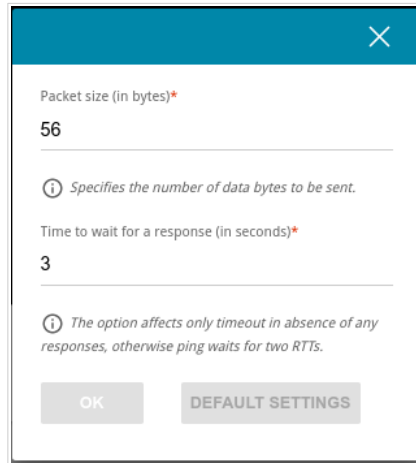 Packet size (in bytes)*
56
Specifies the number of data bytes to be sent.
Time to wait for a response (in seconds)*
3
The option affects only timeout in absence of any
responses, otherwise ping waits for two RTTs.
OK
DEFAULT SETTINGS